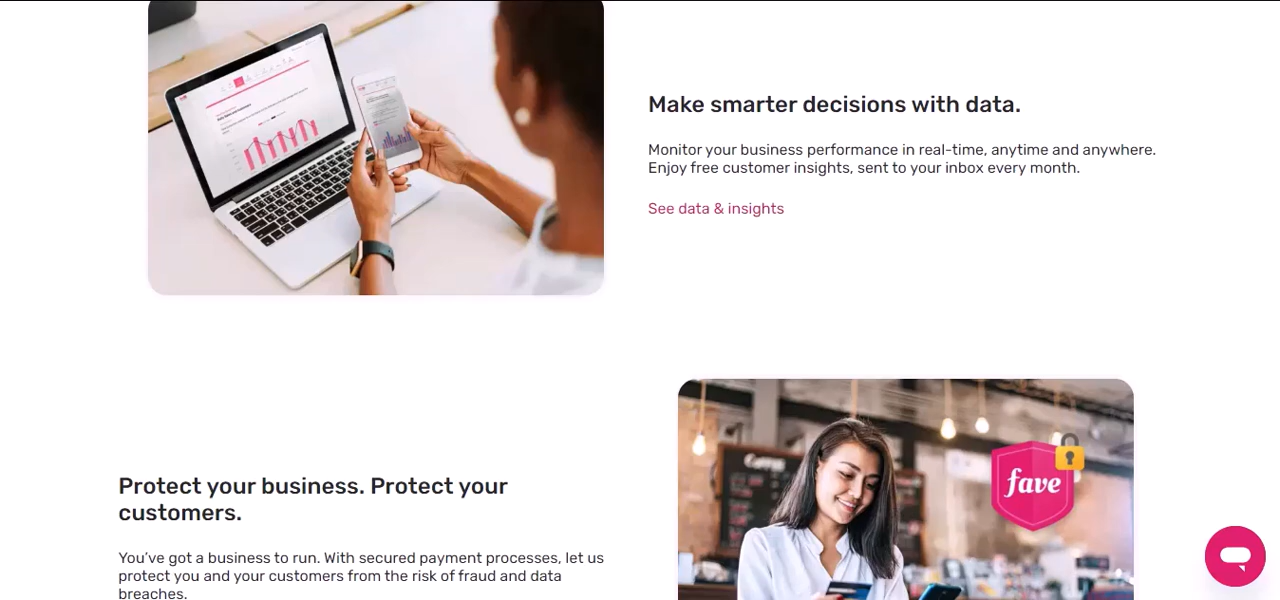 Make smarter decisions with data.
Monitor your business performance in real-time, anytime and anywhere.
Enjoy free customer insights, sent to your inbox every month.
See data & insights
Protect your business. Protect your
customers.
You’ve got a business to run. With secured payment processes, let us
protect you and your customers from the risk of fraud and data
breaches.
fave